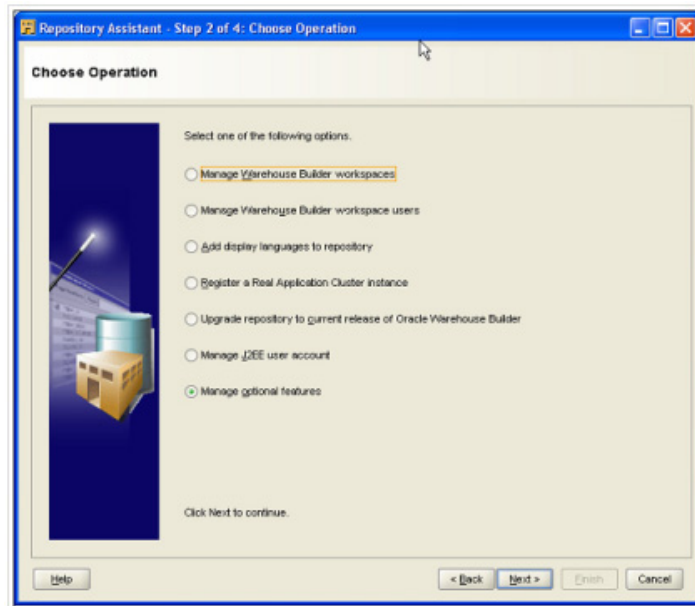 Repository Assistant - Step 2 of 4: Choose Operation
Choose Operation
Select one of the following options.
Manage Warehouse Builder workspaces
Manage Warehouse Builder workspace users
Add display languages to repository
Register a Real Application Cluster instance
Upgrade repository to current release of Oracle Warehouse Builder
Manage J2EE user account
Manage optional features
Click Next to continue.
Help
< Back
Next >
Finish
Cancel